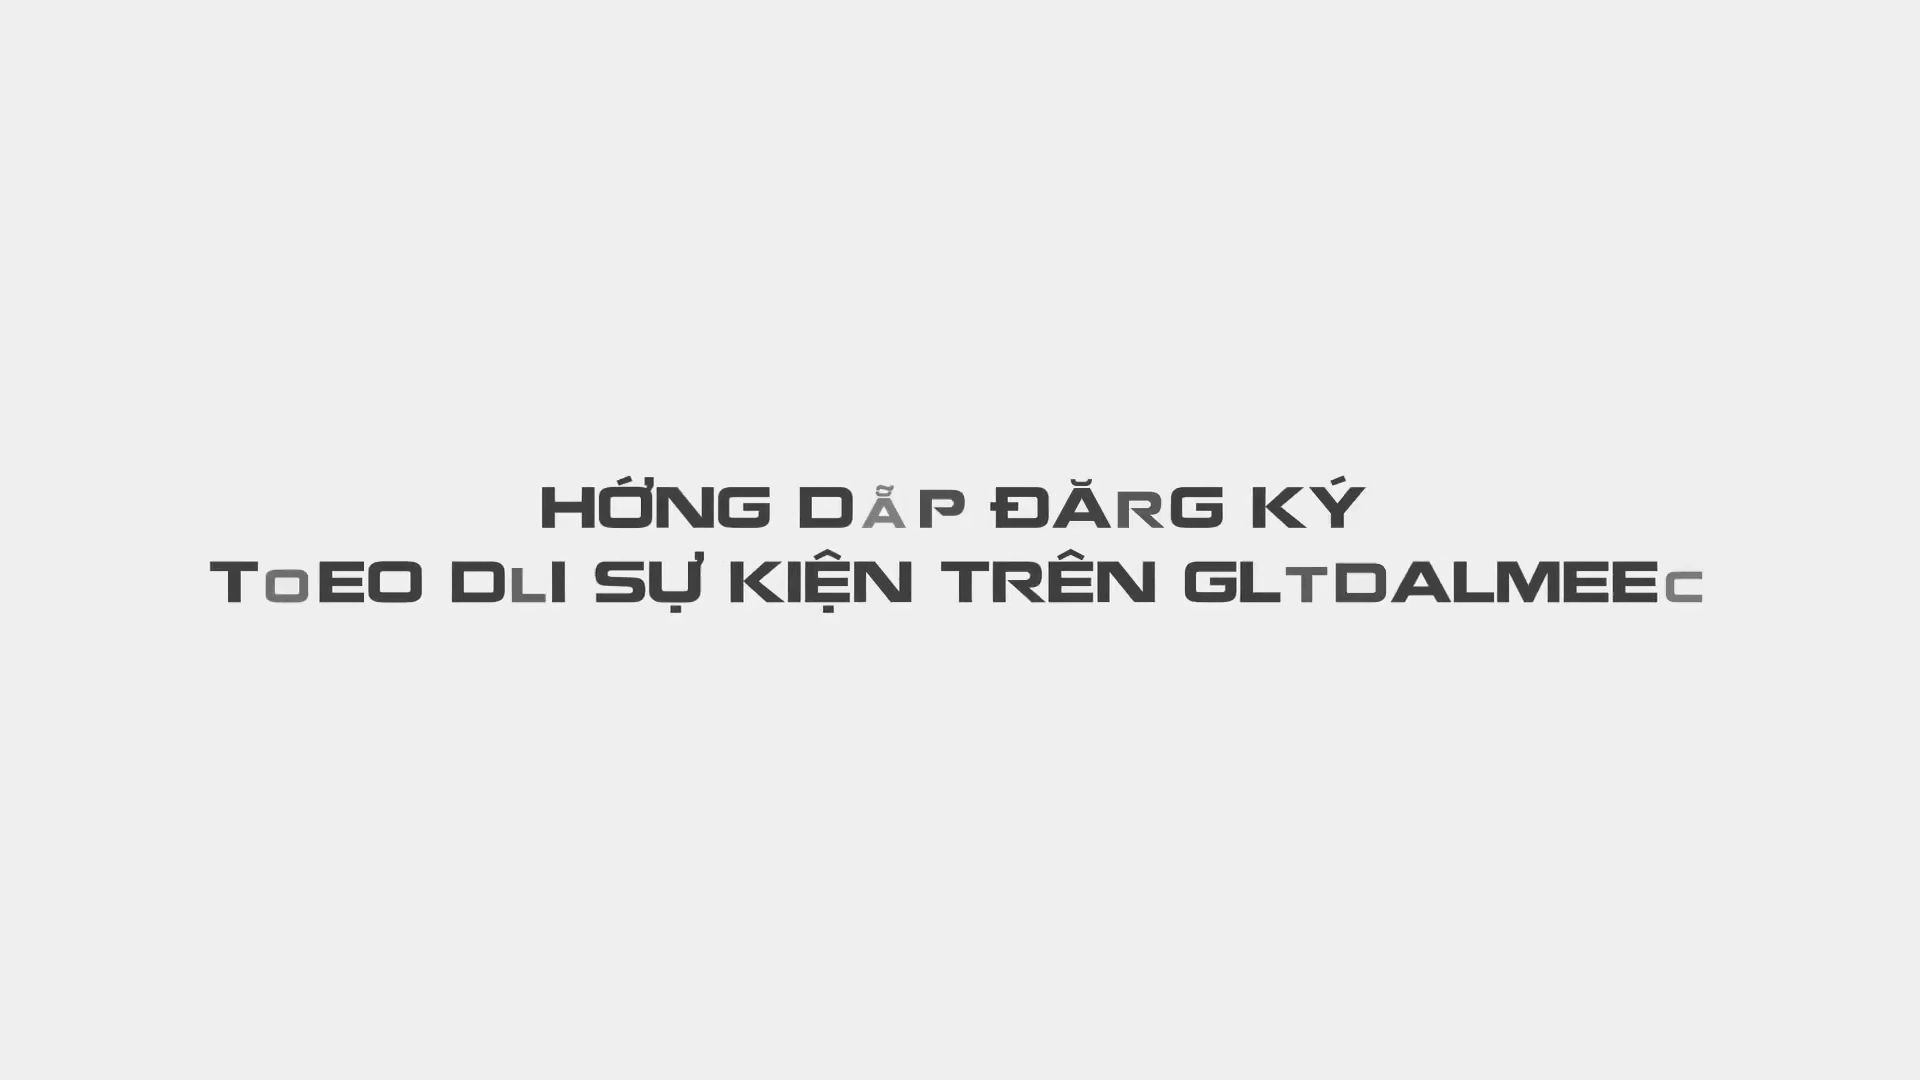 HỚNG DẪP ĐĂRG KÝ
TOEO DLI SỰ KIỆN TRÊN GLTDALMEEC